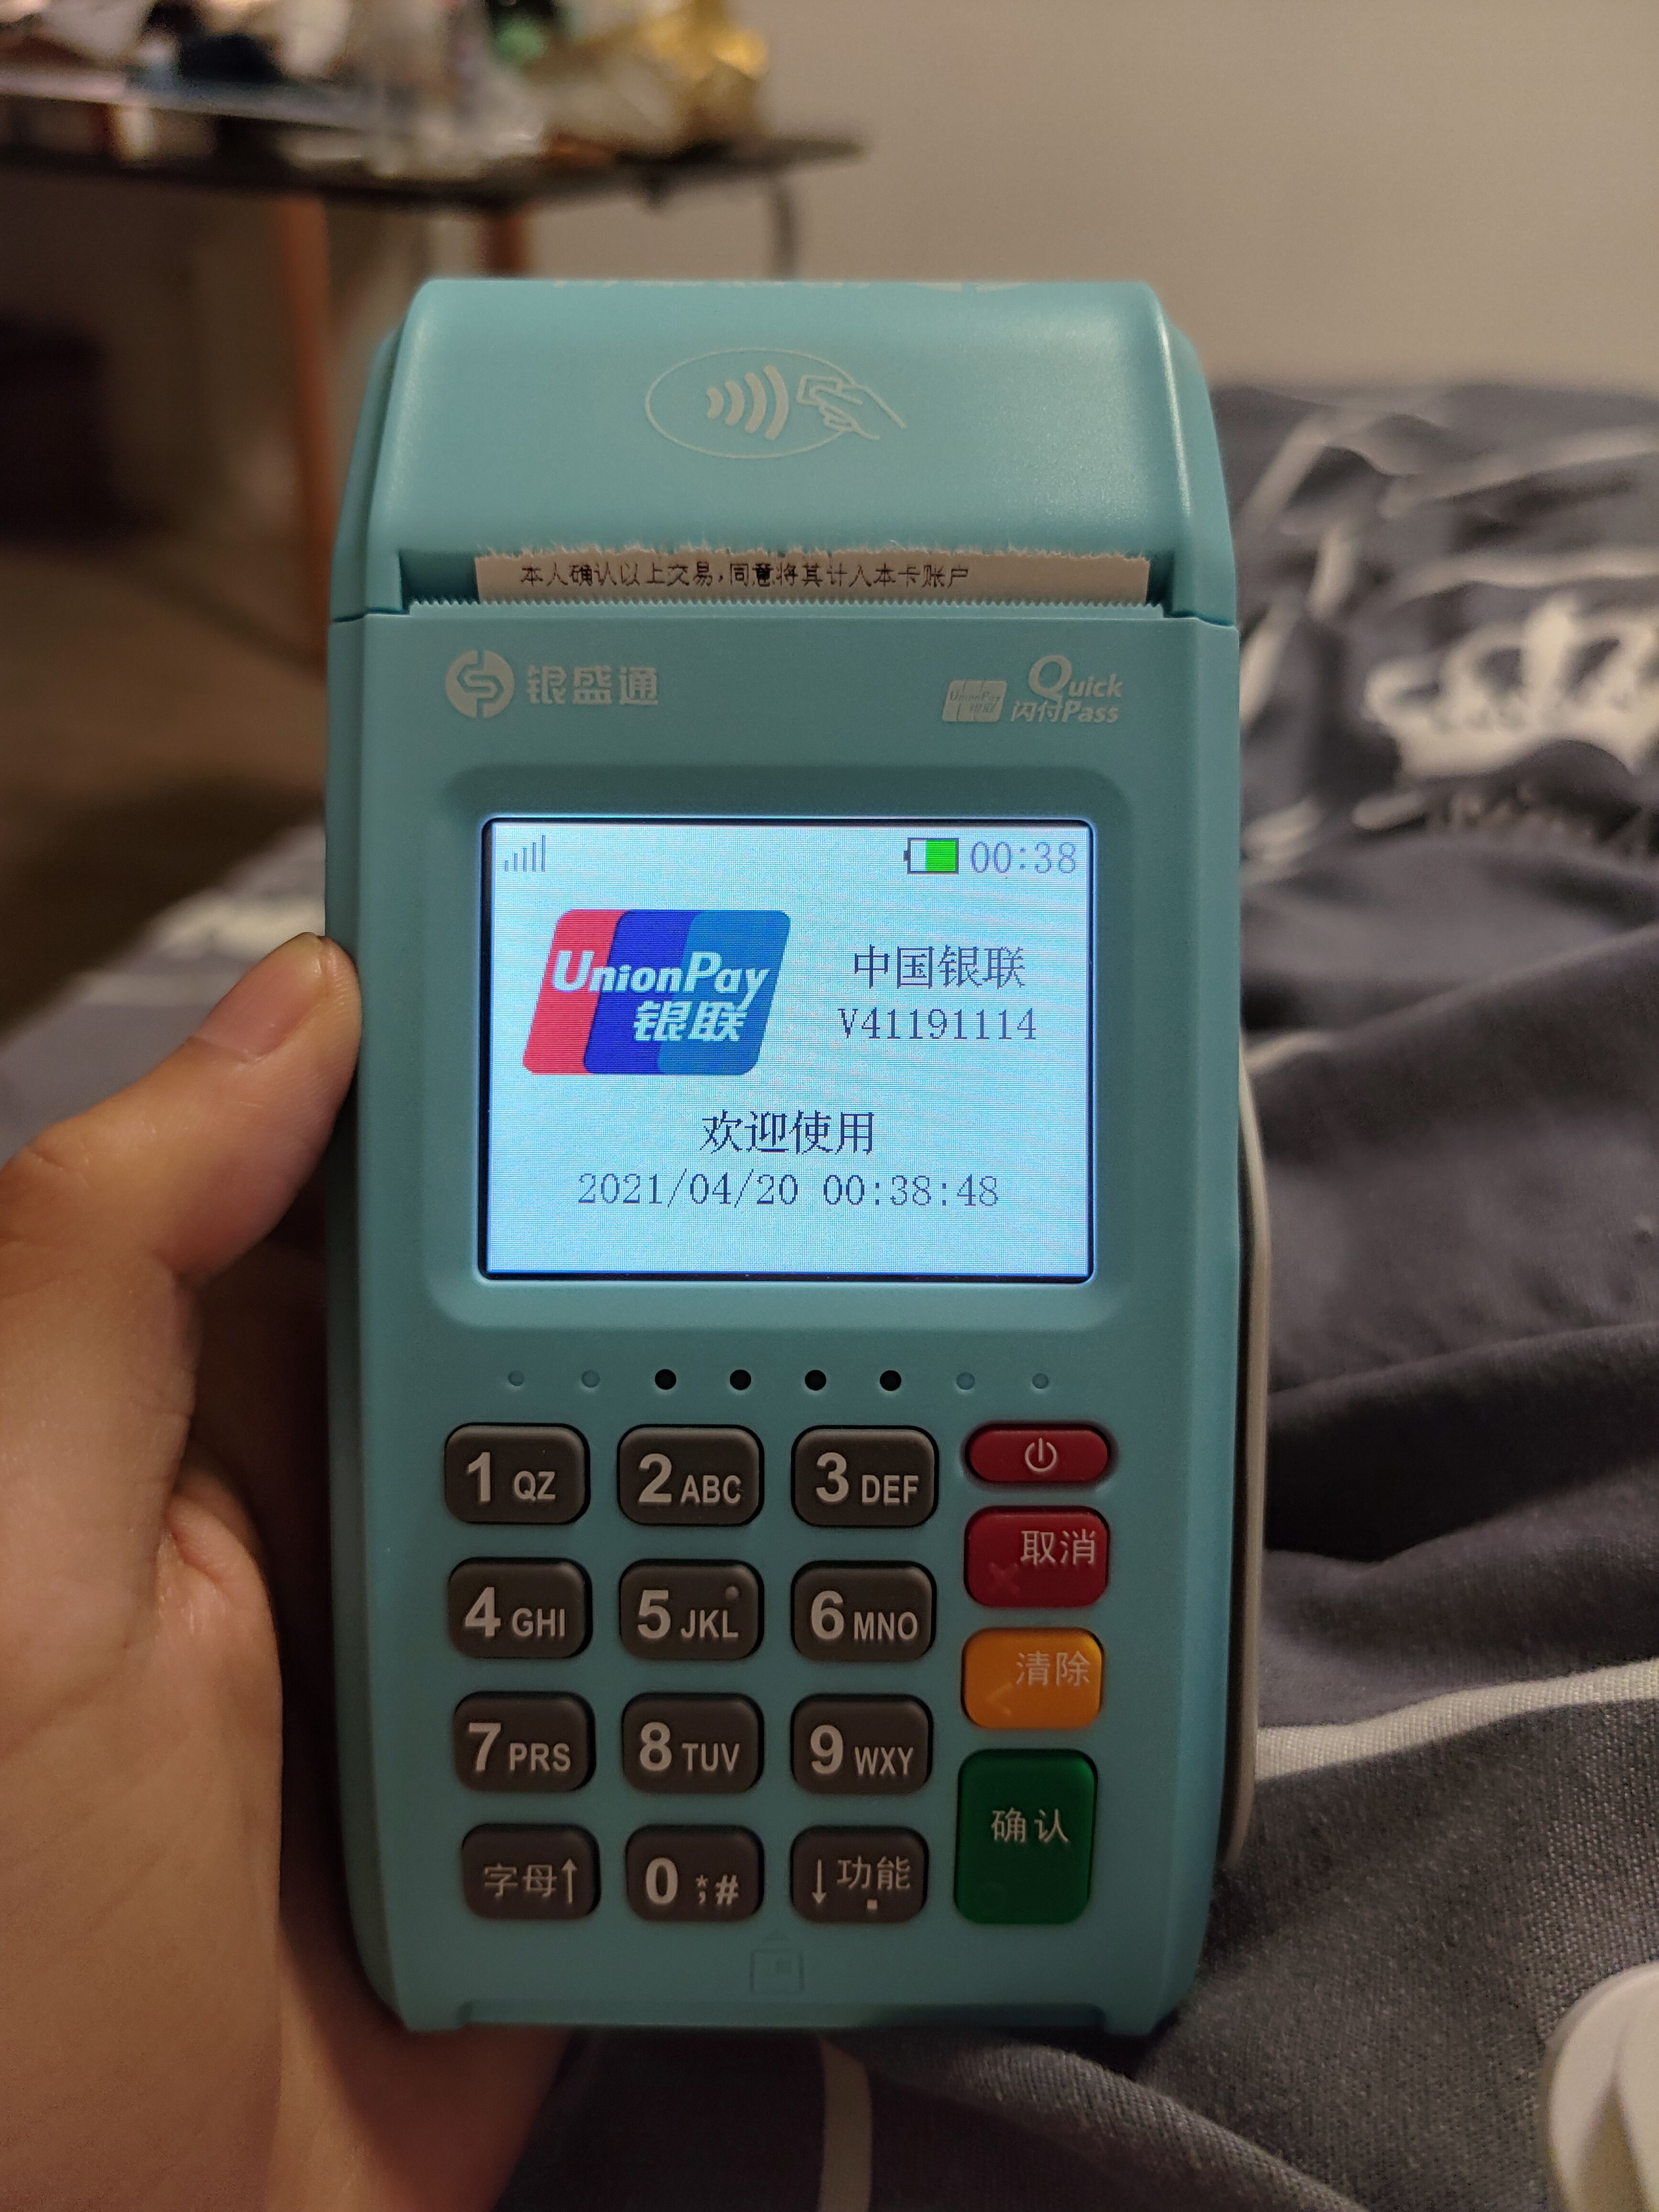 本人确认以上交易,同意将其计入本卡账户
银盛通
UnionPay 银联 Quick
闪付Pass
00:38
UnionPay
银联
中国银联
V41191114
欢迎使用
2021/04/20 00:38:48
1 QZ 2 ABC 3 DEF
取消
4 GHI 5 JKL 6 MNO
清除
7 PRS 8 TUV 9 WXY
确认
字母↑ 0 *,# ↓功能